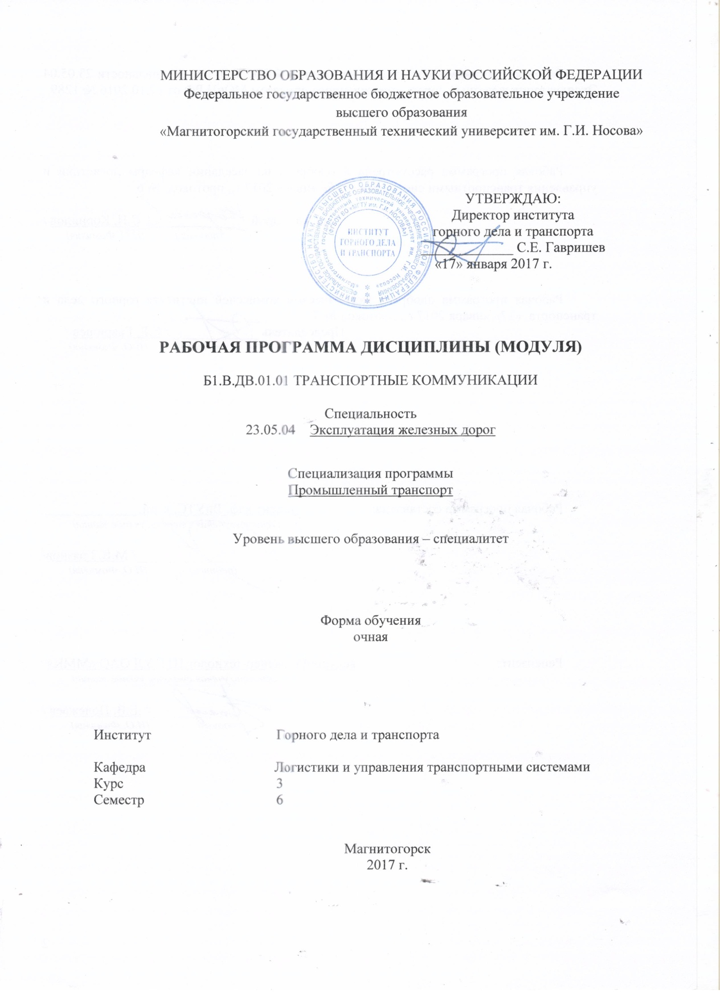 МИНИСТЕРСТВО ОБРАЗОВАНИЯ И НАУКИ РОССИЙСКОЙ ФЕДЕРАЦИИ
Федеральное государственное бюджетное образовательное учреждение
высшего образования
«Магнитогорский государственный технический университет им. Г.И. Носова»
МИНИСТЕРСТВО НАУКИ И ВЫСШЕГО ОБРАЗОВАНИЯ РОССИЙСКОЙ ФЕДЕРАЦИИ
ФЕДЕРАЛЬНОЕ ГОСУДАРСТВЕННОЕ БЮДЖЕТНОЕ ОБРАЗОВАТЕЛЬНОЕ УЧРЕЖДЕНИЕ ВЫСШЕГО ОБРАЗОВАНИЯ
«Магнитогорский государственный технический университет им. Г.И. Носова»
(ФГБОУ ВО «МГТУ им. Г.И. НОСОВА»)
ИНСТИТУТ
ГОРНОГО ДЕЛА
И ТРАНСПОРТА
УТВЕРЖДАЮ:
Директор института
горного дела и транспорта
_____________ С.Е. Гавришев
«17» января 2017 г.
РАБОЧАЯ ПРОГРАММА ДИСЦИПЛИНЫ (МОДУЛЯ)
Б1.В.ДВ.01.01 ТРАНСПОРТНЫЕ КОММУНИКАЦИИ
Специальность
23.05.04 Эксплуатация железных дорог
Специализация программы
Промышленный транспорт
Уровень высшего образования – специалитет
Форма обучения
очная
Институт Горного дела и транспорта
Кафедра Логистики и управления транспортными системами
Курс 3
Семестр 6
Магнитогорск
2017 г.